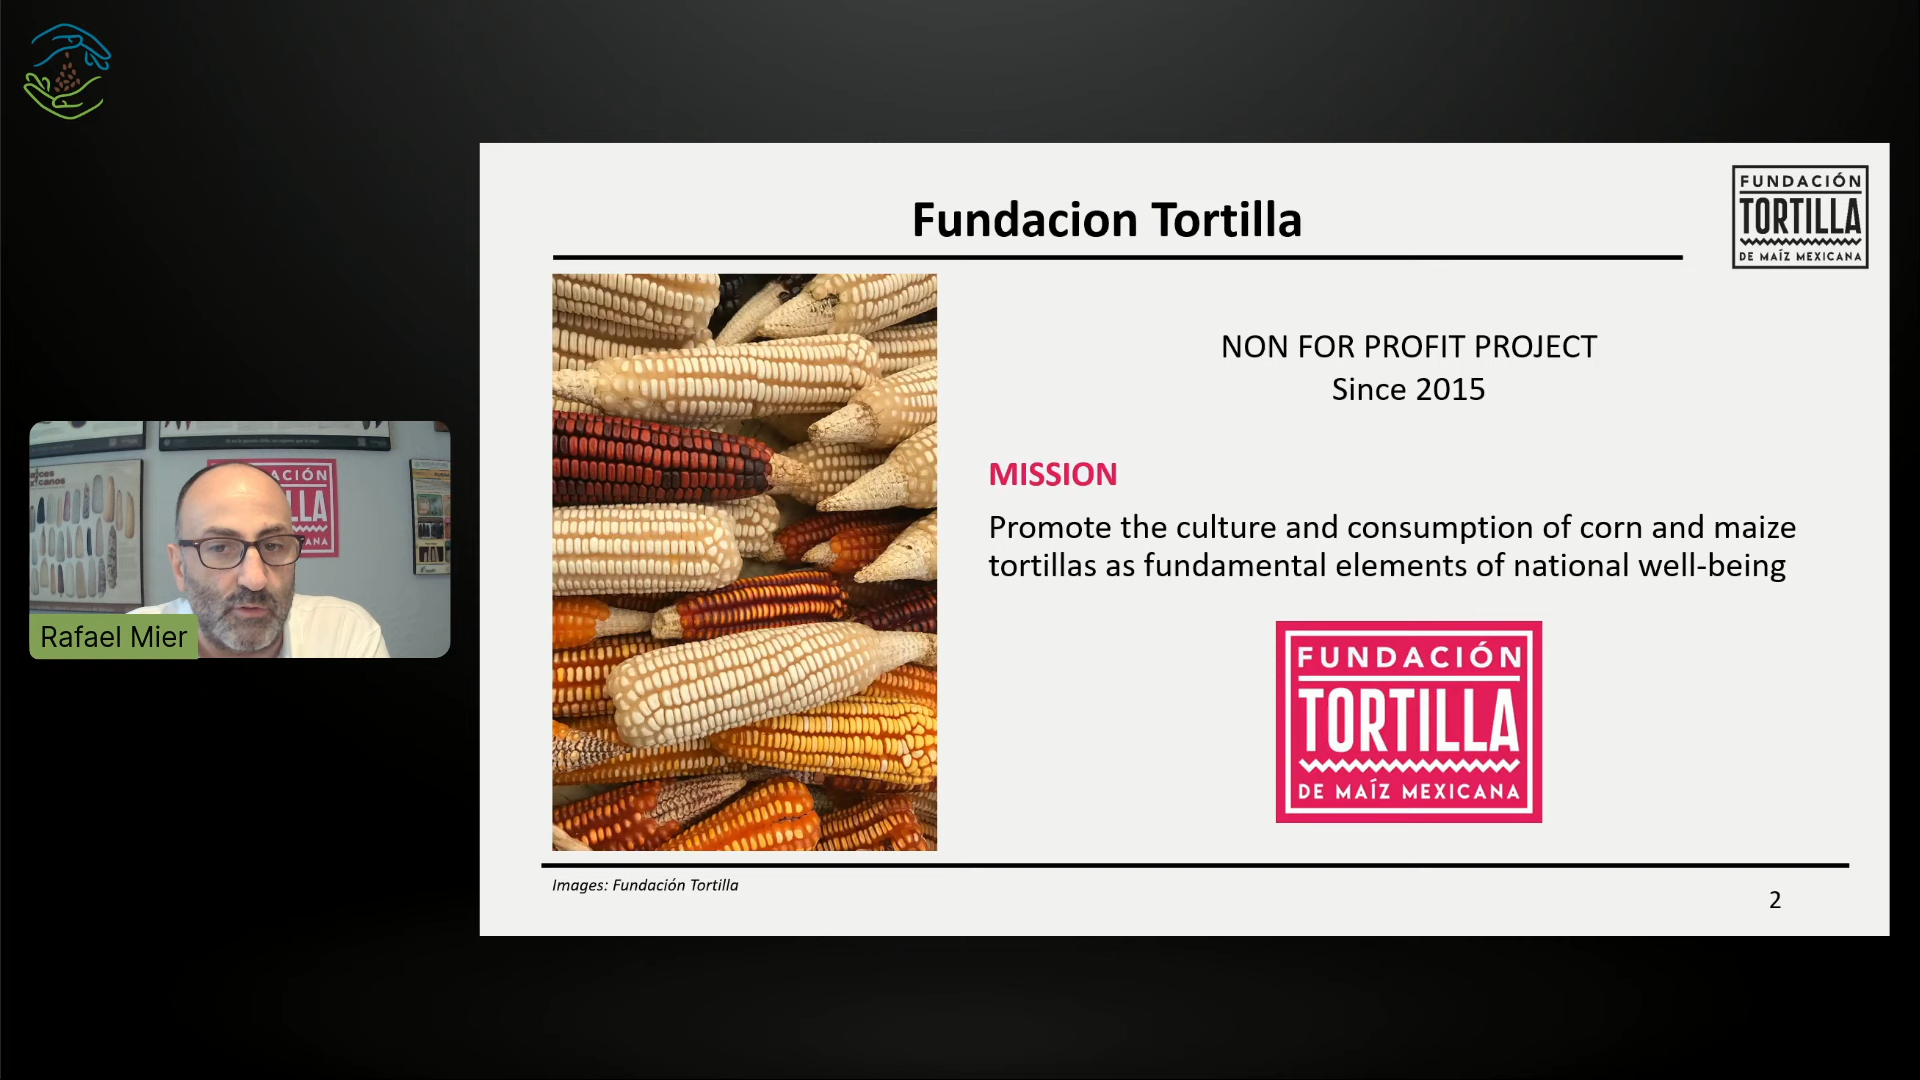 Fundacion Tortilla
FUNDACIÓN
TORTILLA
DE MAÍZ MEXICANA
NON FOR PROFIT PROJECT
Since 2015
MISSION
Promote the culture and consumption of corn and maize
tortillas as fundamental elements of national well-being
FUNDACIÓN
TORTILLA
DE MAÍZ MEXICANA
Images: Fundación Tortilla
2
Rafael Mier